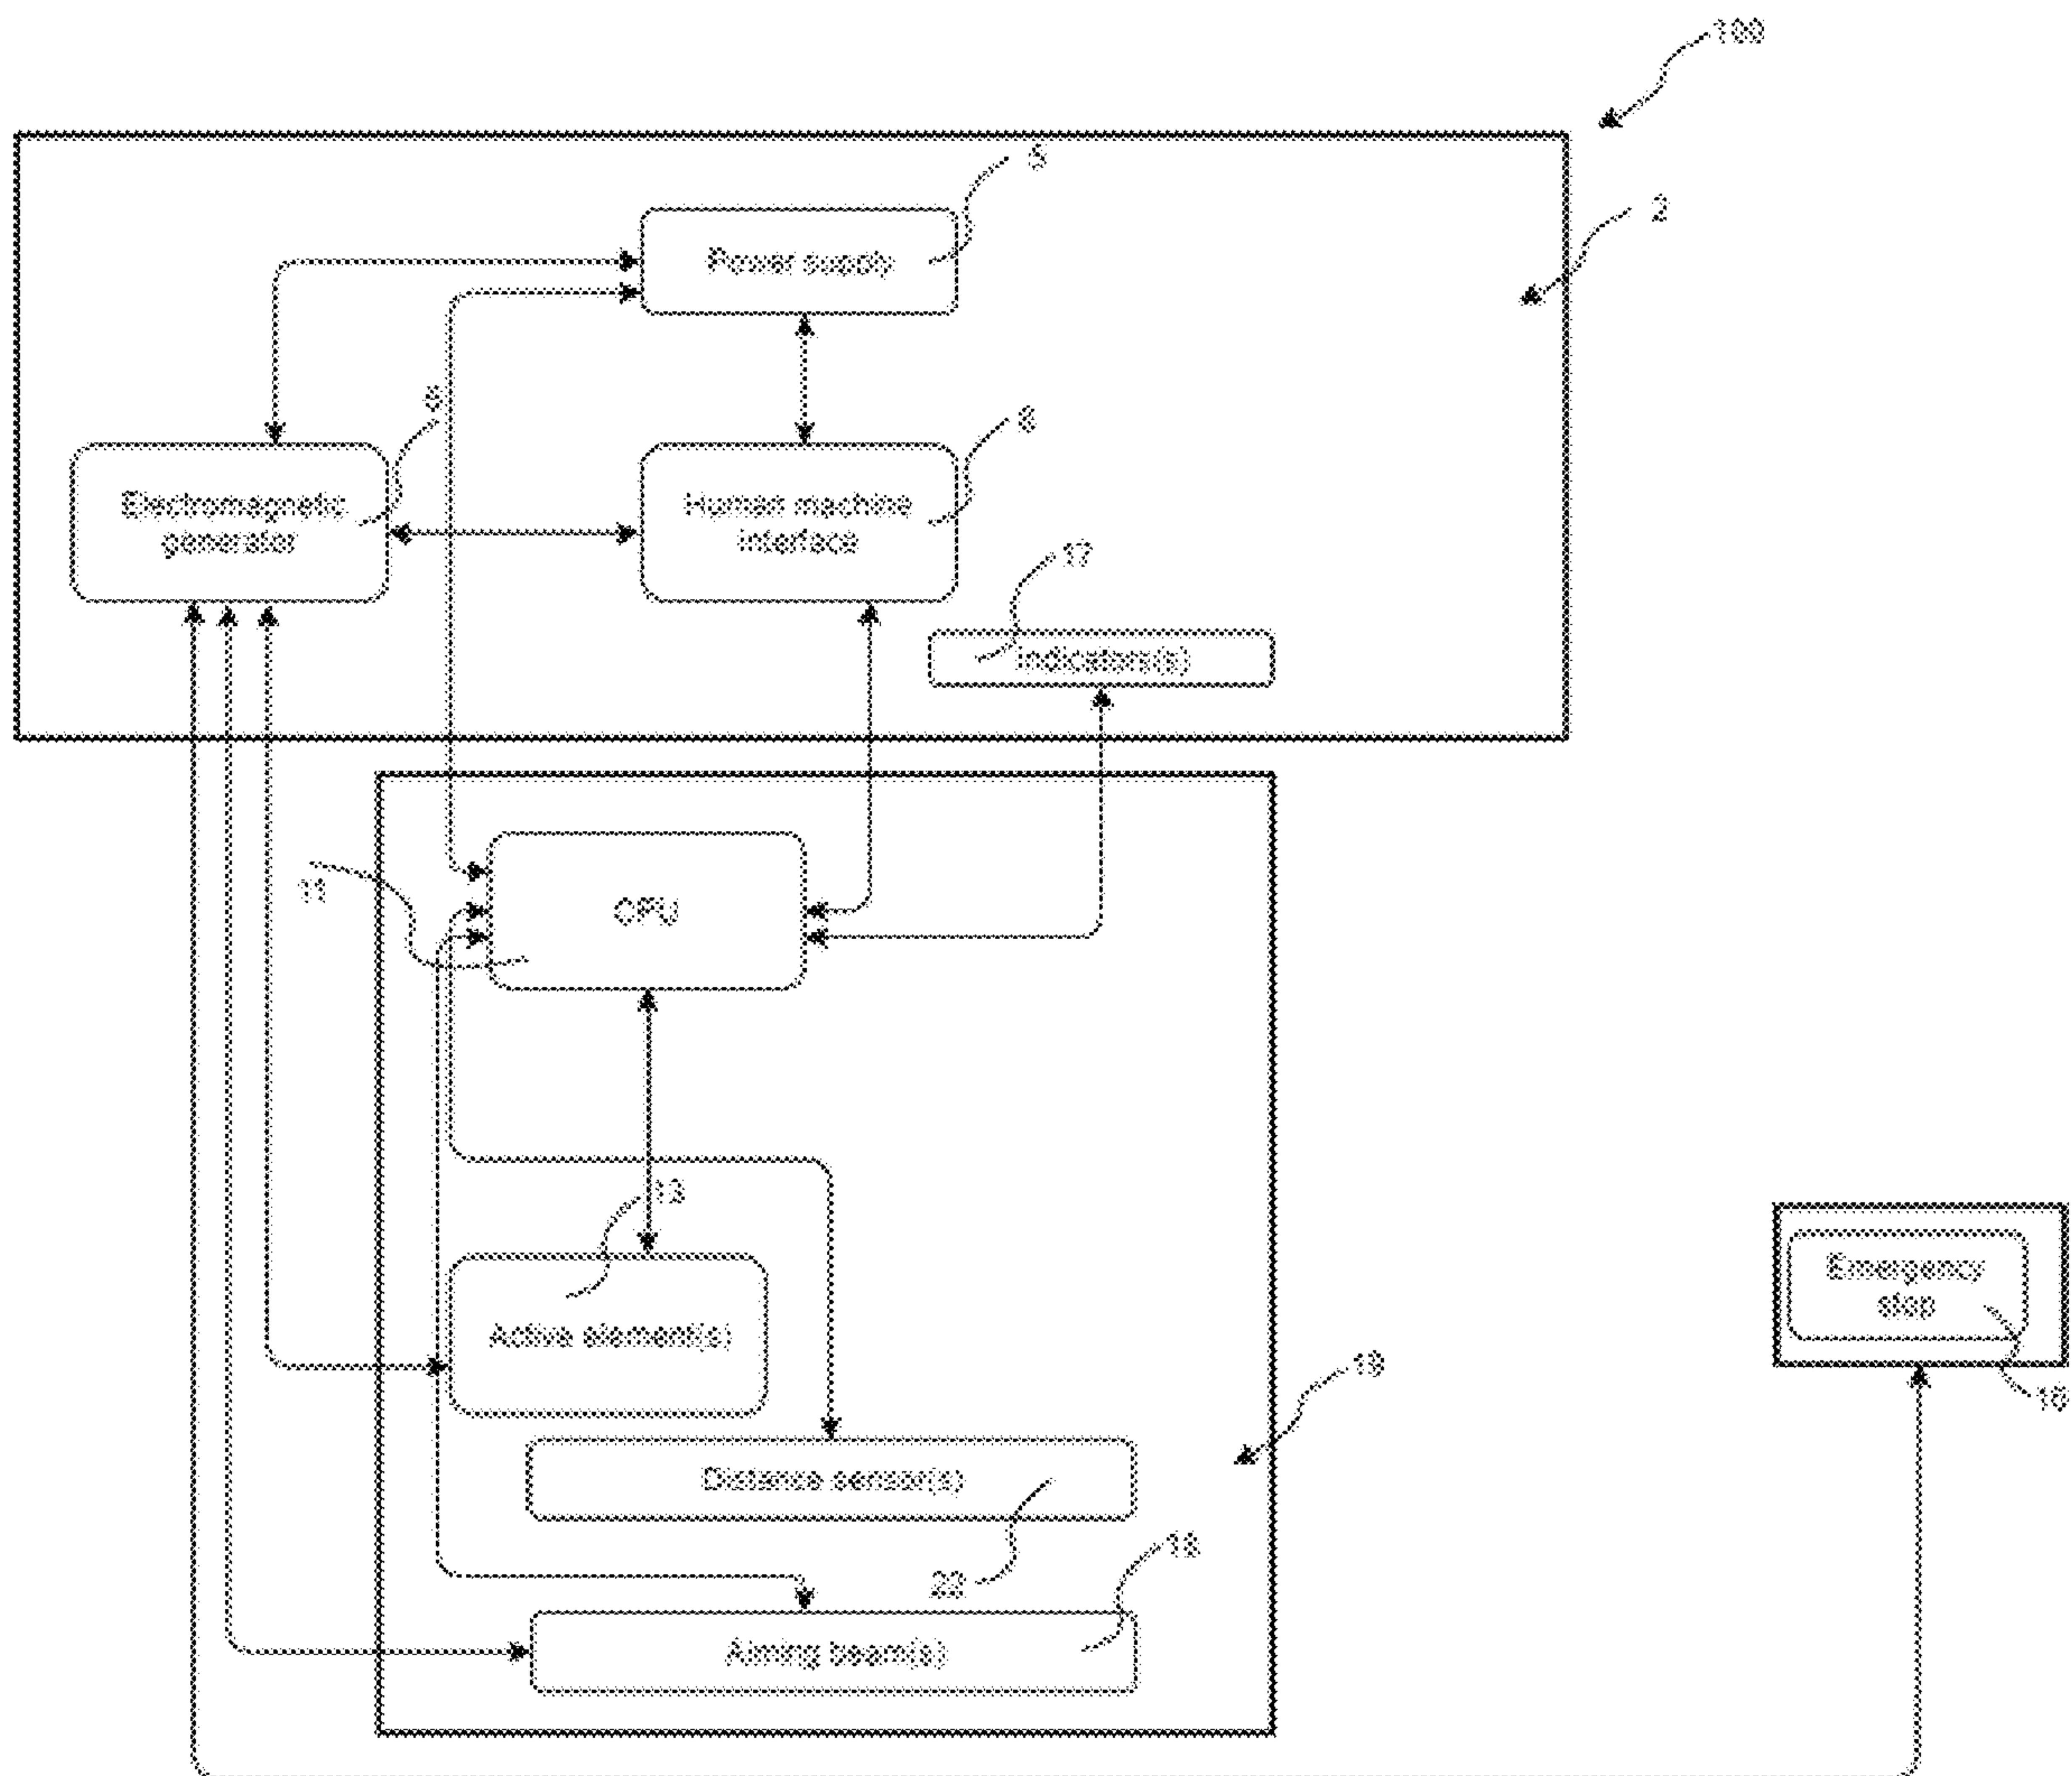 100
5
2
Power supply
8
Electromagnetic
generator
Human machine
interface
17
Indicators(s)
11
CPU
13
Active element(s)
Emergency
stop
19
16
Distance sensor(s)
22
18
Aiming beam(s)